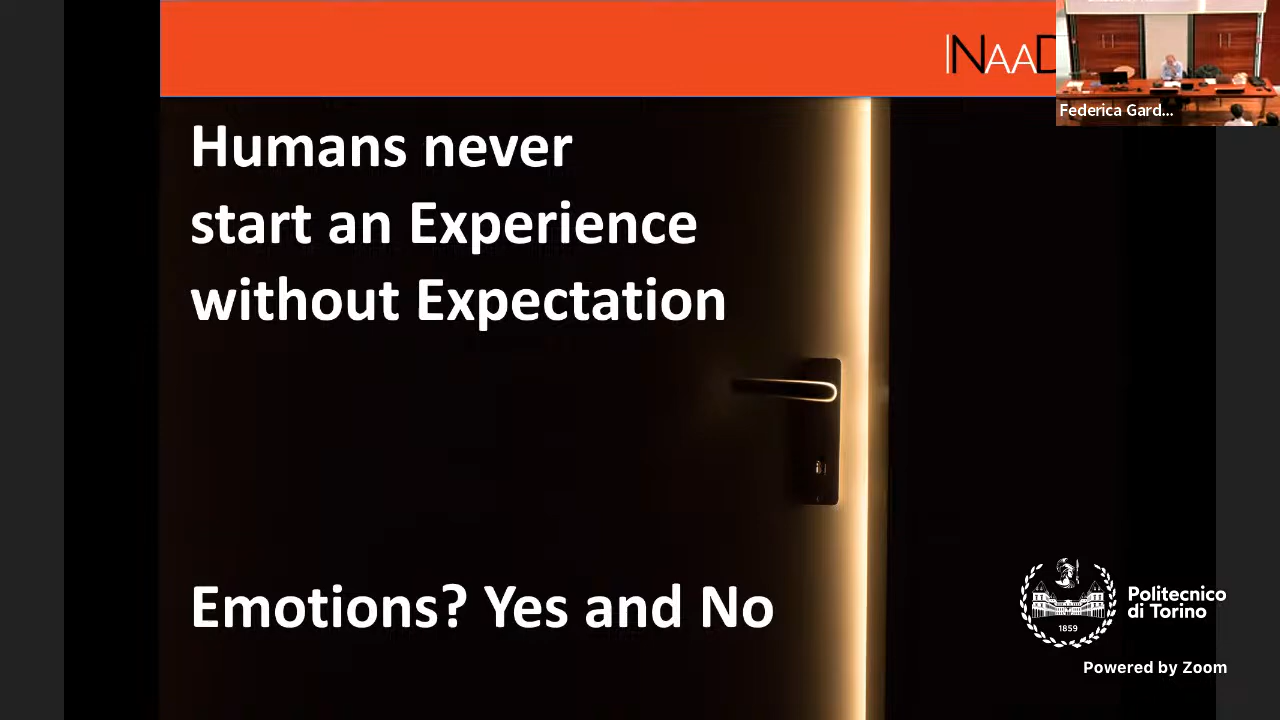 INAAD
Federica Gard...
Humans never
start an Experience
without Expectation
Emotions? Yes and No
Politecnico
di Torino
1859
Powered by Zoom